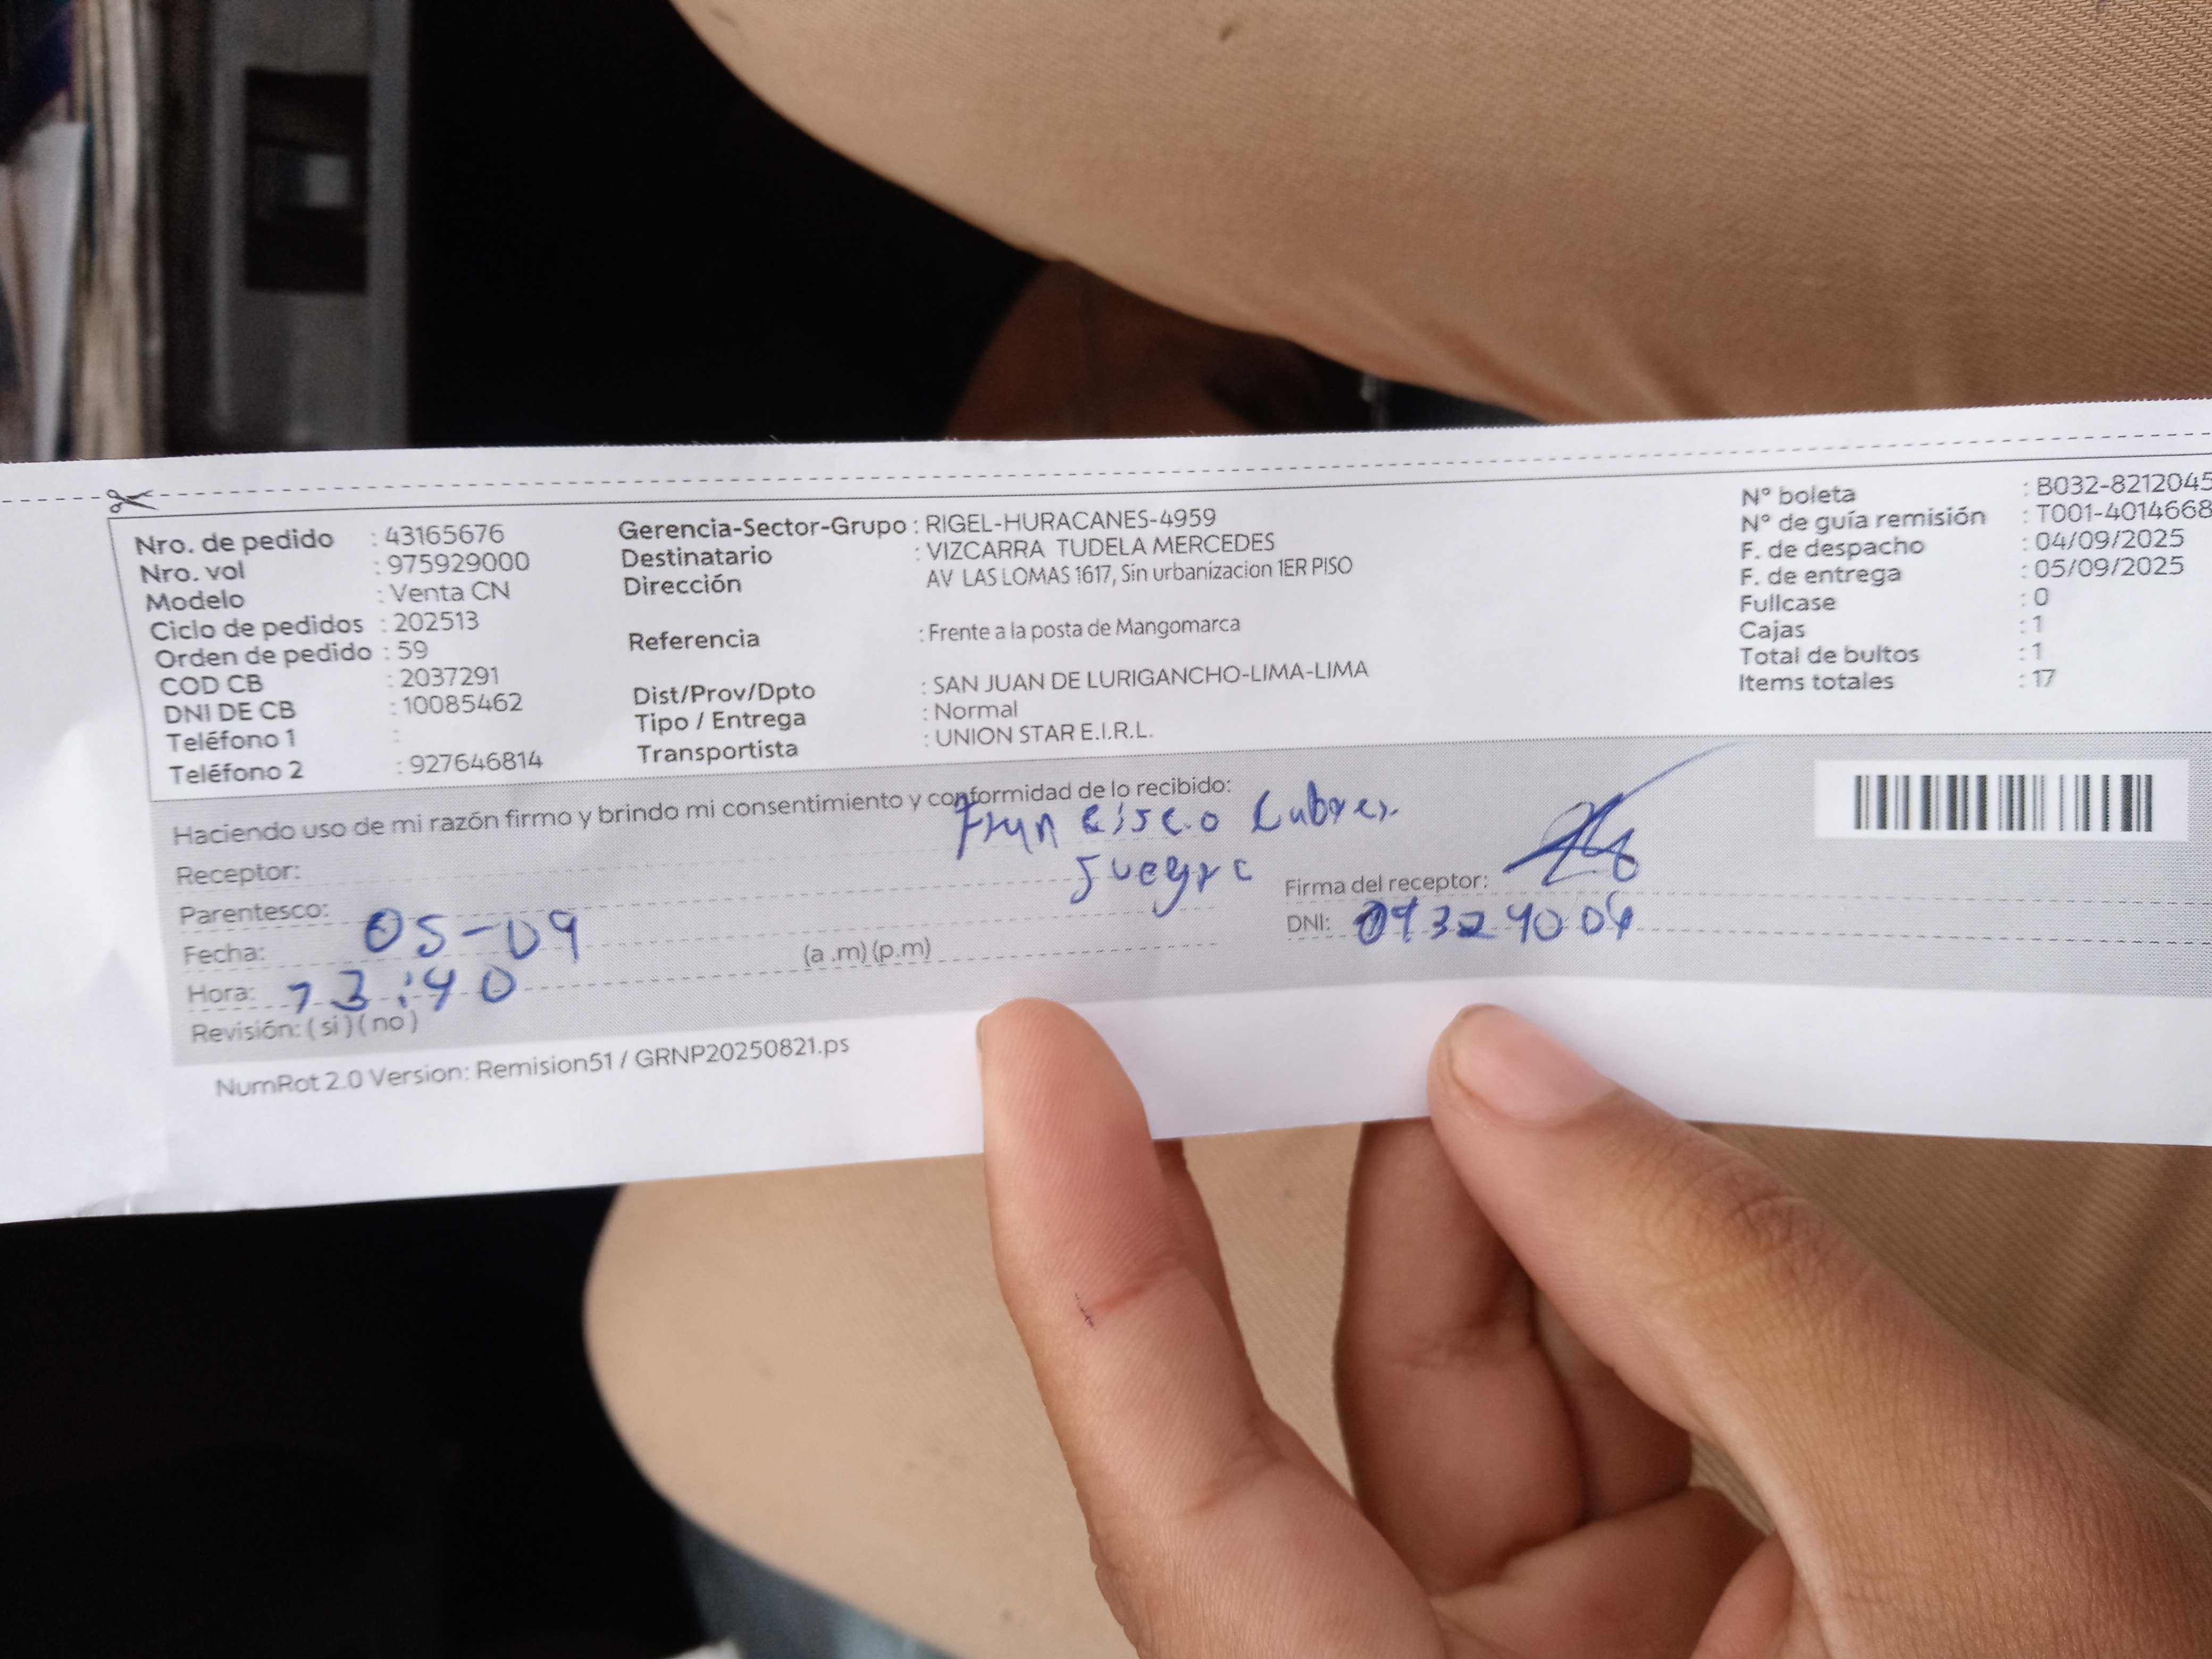 Nro. de pedido : 43165676
Nro. vol : 975929000
Modelo : Venta CN
Ciclo de pedidos : 202513
Orden de pedido : 59
COD CB : 2037291
DNI DE CB : 10085462
Teléfono 1 :
Teléfono 2 : 927646814
Gerencia-Sector-Grupo : RIGEL-HURACANES-4959
Destinatario : VIZCARRA TUDELA MERCEDES
Dirección AV LAS LOMAS 1617, Sin urbanizacion 1ER PISO
Referencia : Frente a la posta de Mangomarca
Dist/Prov/Dpto : SAN JUAN DE LURIGANCHO-LIMA-LIMA
Tipo / Entrega : Normal
Transportista : UNION STAR E.I.R.L.
N° boleta : B032-8212045
N° de guía remisión : T001-4014668
F. de despacho : 04/09/2025
F. de entrega : 05/09/2025
Fullcase : 0
Cajas : 1
Total de bultos : 1
Items totales : 17
Haciendo uso de mi razón firmo y brindo mi consentimiento y conformidad de lo recibido:
Receptor: Francisco
Parentesco: suegro
Fecha: 05-09
Hora: 13:40 (a .m) (p.m)
Revisión: ( si ) ( no )
Firma del receptor:
DNI:
NumRot 2.0 Version: Remision51 / GRNP20250821.ps